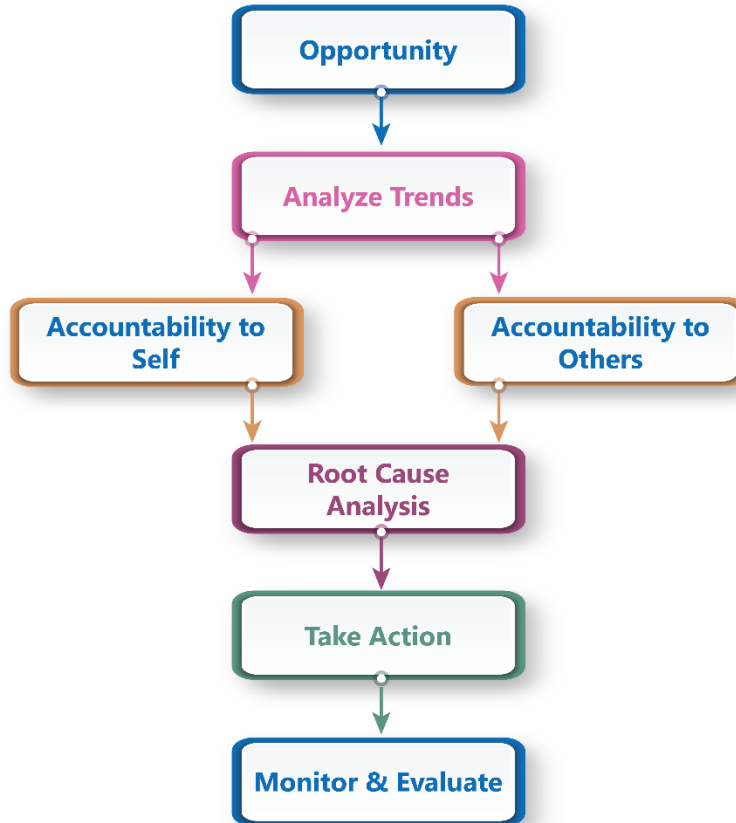 Opportunity
Analyze Trends
Accountability to
Self
Accountability to
Others
Root Cause
Analysis
Take Action
Monitor & Evaluate